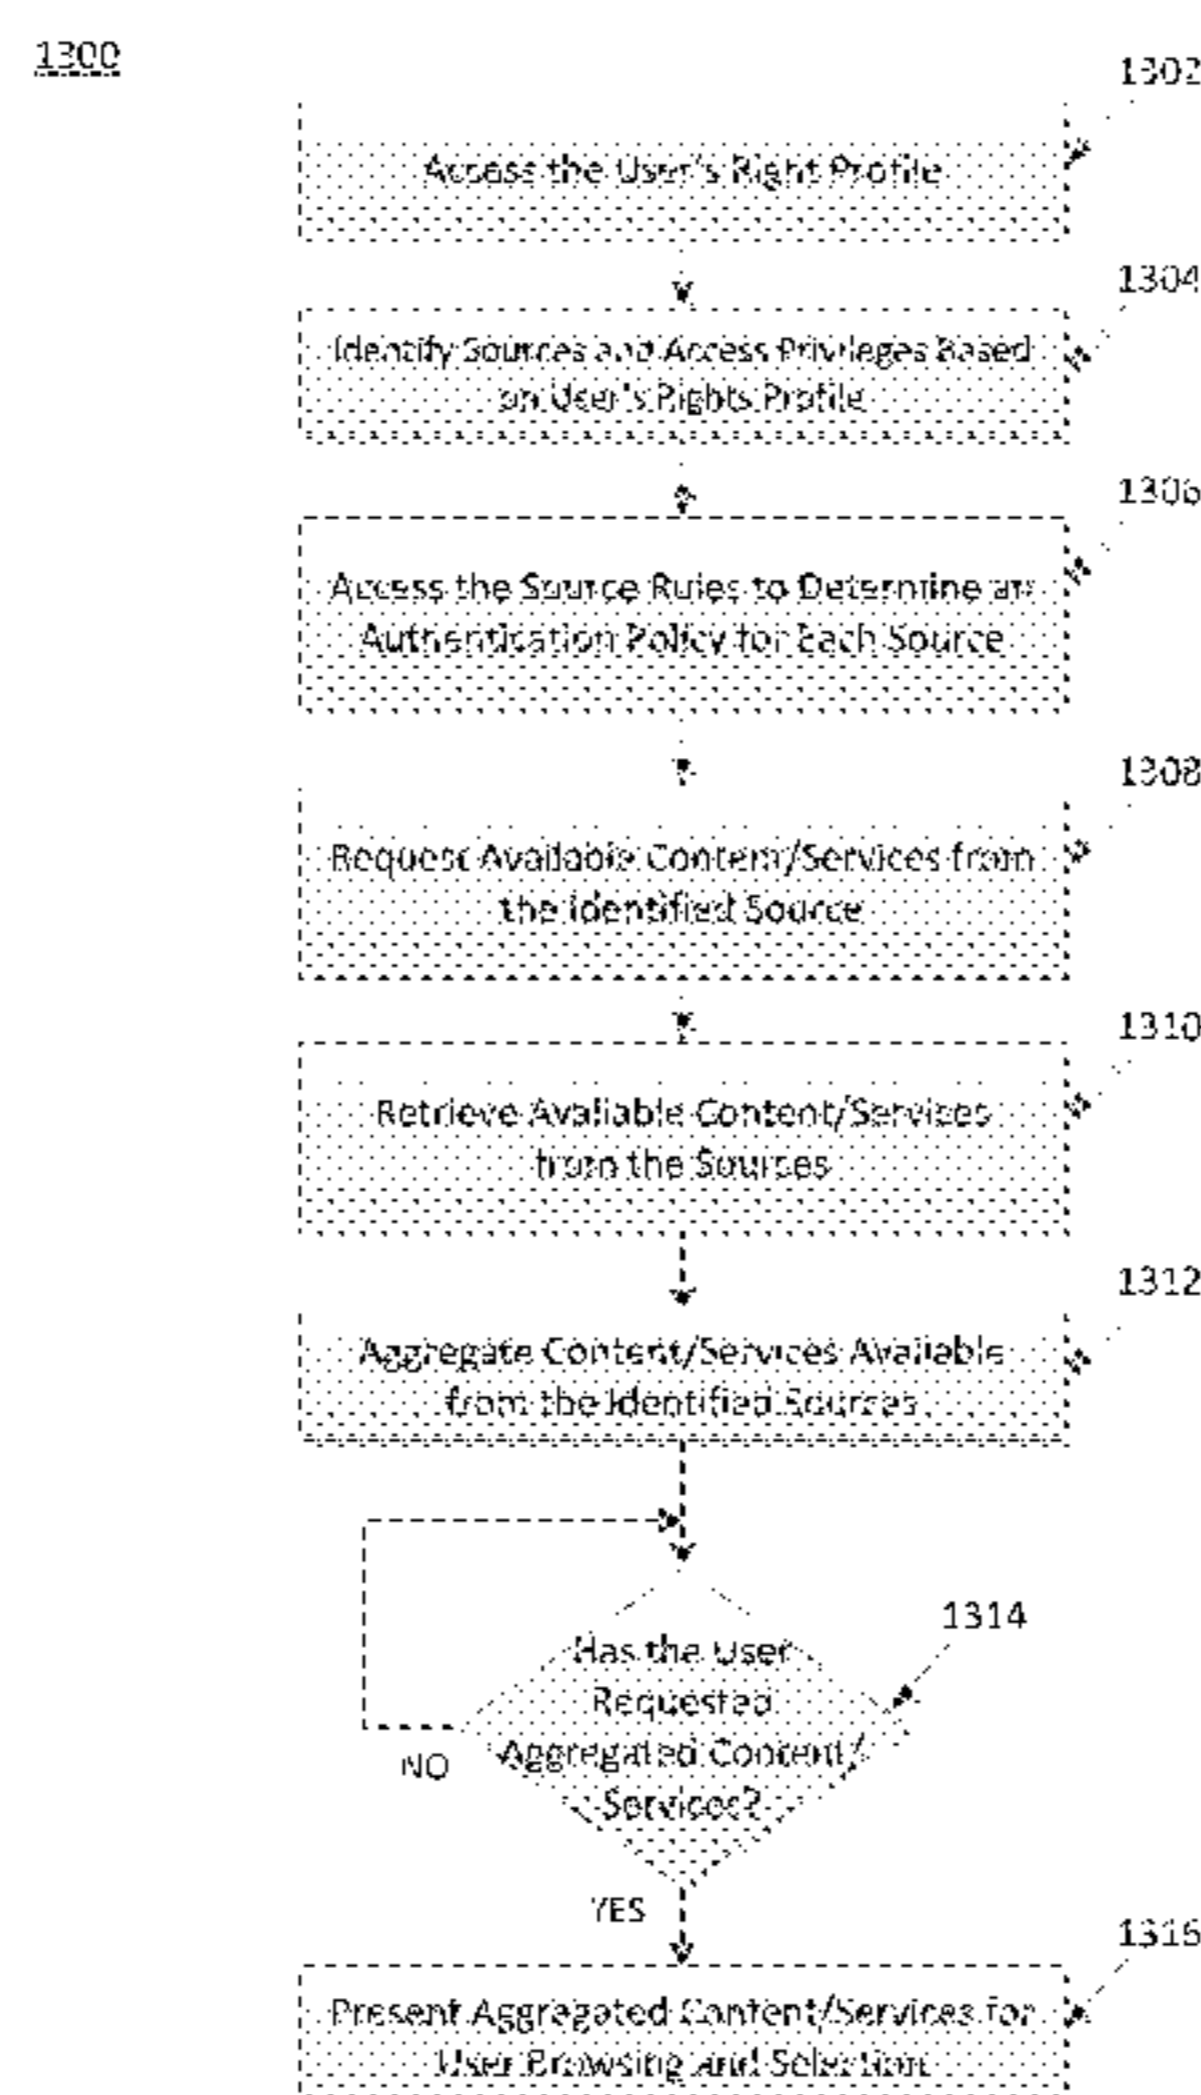 1300
1302
Access the User's Right Profile
1304
Identify Sources and Access Privileges Based
on User's Rights Profile
1306
Access the Source Rules to Determine an
Authentication Policy for Each Source
1308
Request Available Content/Services from
the Identified Source
1310
Retrieve Available Content/Services
from the Sources
1312
Aggregate Content/Services Available
from the Identified Sources
1314
Has the User
Requested
Aggregated Content/
Services?
NO
YES
1316
Present Aggregated Content/Services for
User Browsing and Selection